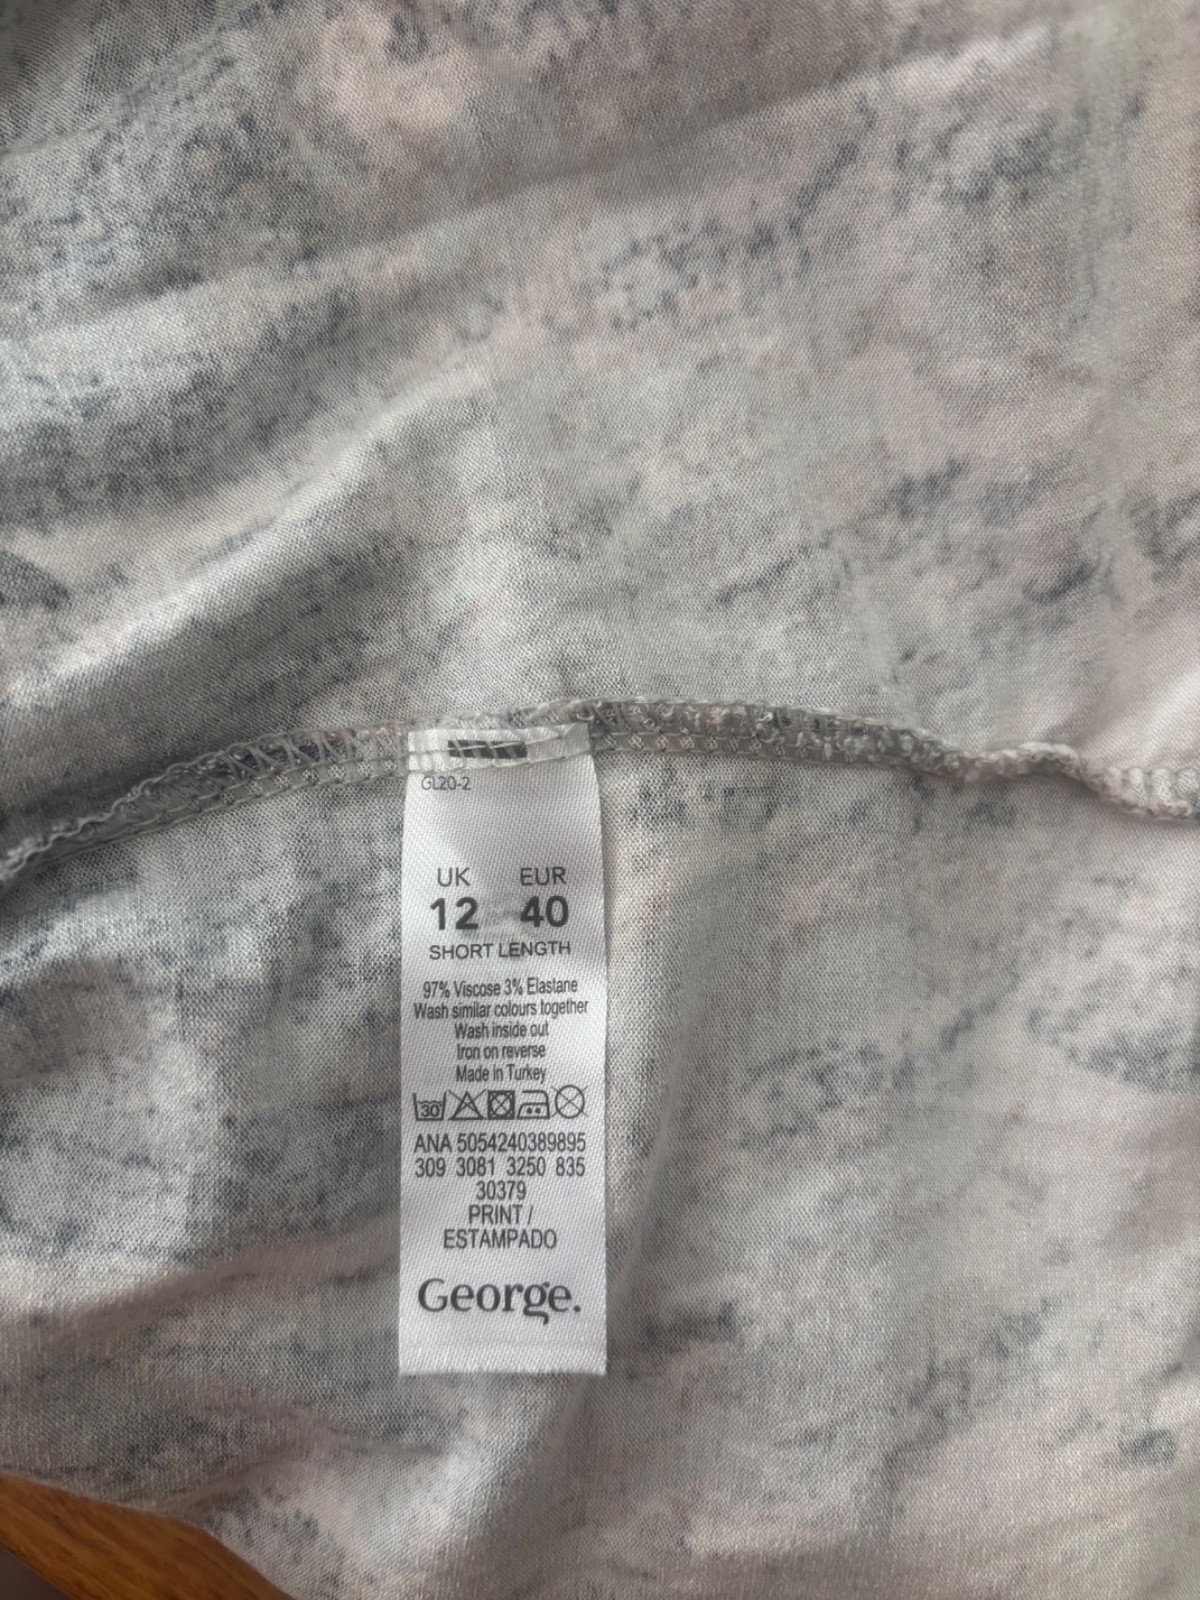 GL20-2
UK EUR
12 40
SHORT LENGTH
97% Viscose 3% Elastane
Wash similar colours together
Wash inside out
Iron on reverse
Made in Turkey
30
ANA 5054240389895
309 3081 3250 835
30379
PRINT /
ESTAMPADO
George.